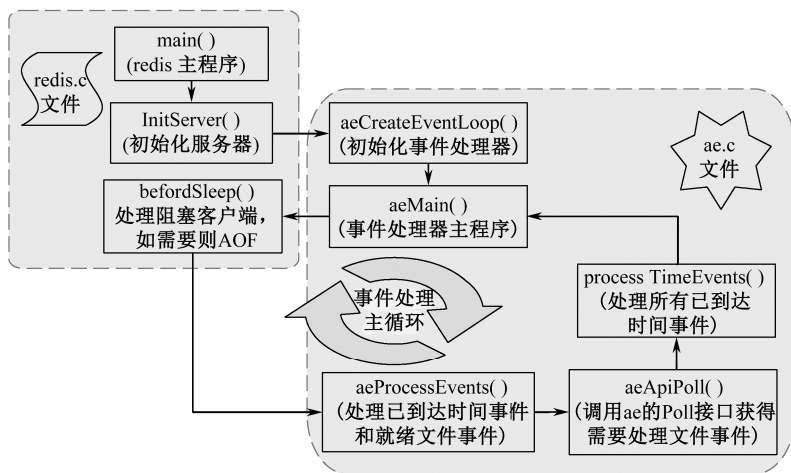 redis.c
文件
main( )
(redis 主程序)
InitServer( )
(初始化服务器)
aeCreateEventLoop( )
(初始化事件处理器)
ae.c
文件
befordSleep( )
处理阻塞客户端，
如需要则AOF
aeMain( )
(事件处理器主程序)
事件处理
主循环
process TimeEvents( )
(处理所有已到达
时间事件)
aeProcessEvents( )
(处理已到达时间事件
和就绪文件事件)
aeApiPoll( )
(调用ae的Poll接口获得
需要处理文件事件)